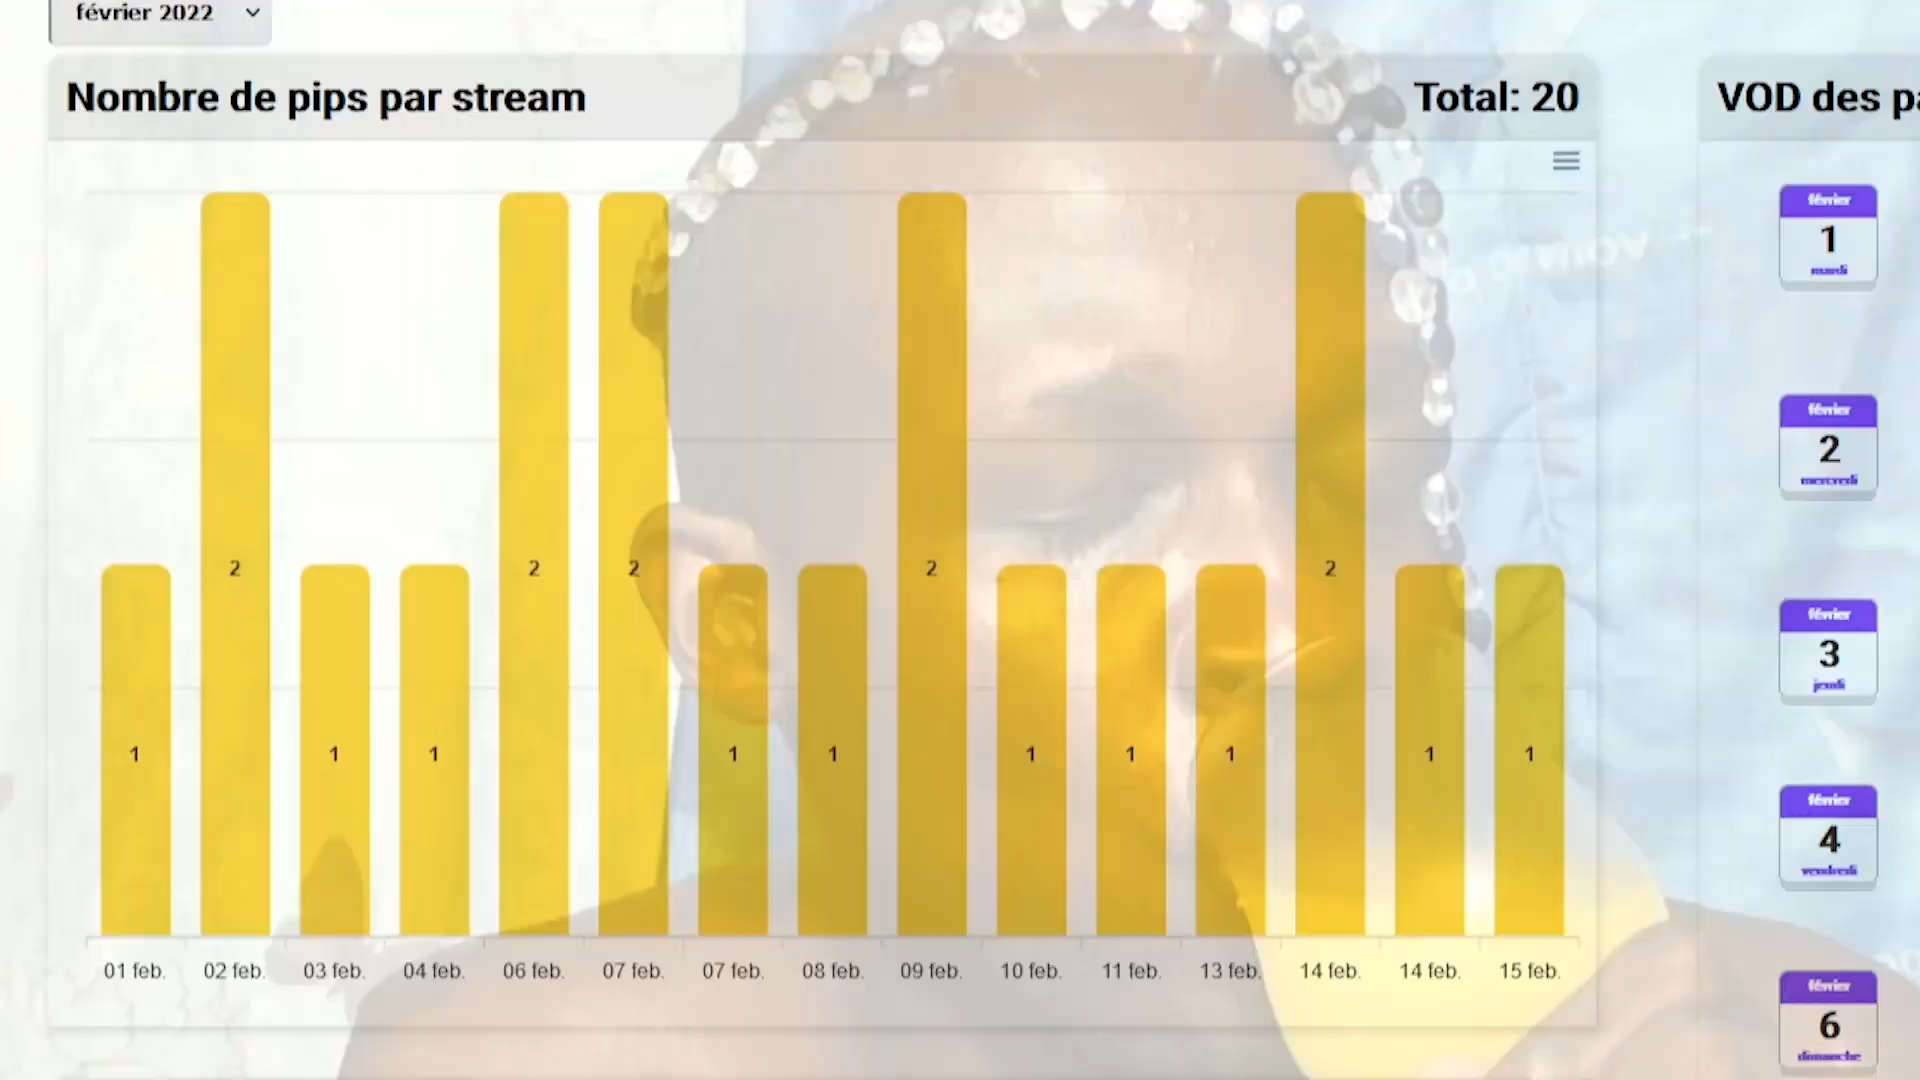 février 2022
Nombre de pips par stream
Total: 20
VOD des pa
1
2
1
1
2
2
1
1
2
1
1
1
2
1
1
01 feb.
02 feb.
03 feb.
04 feb.
06 feb.
07 feb.
07 feb.
08 feb.
09 feb.
10 feb.
11 feb.
13 feb.
14 feb.
14 feb.
15 feb.
février
1
mardi
février
2
mercredi
février
3
jeudi
février
4
vendredi
février
6
dimanche